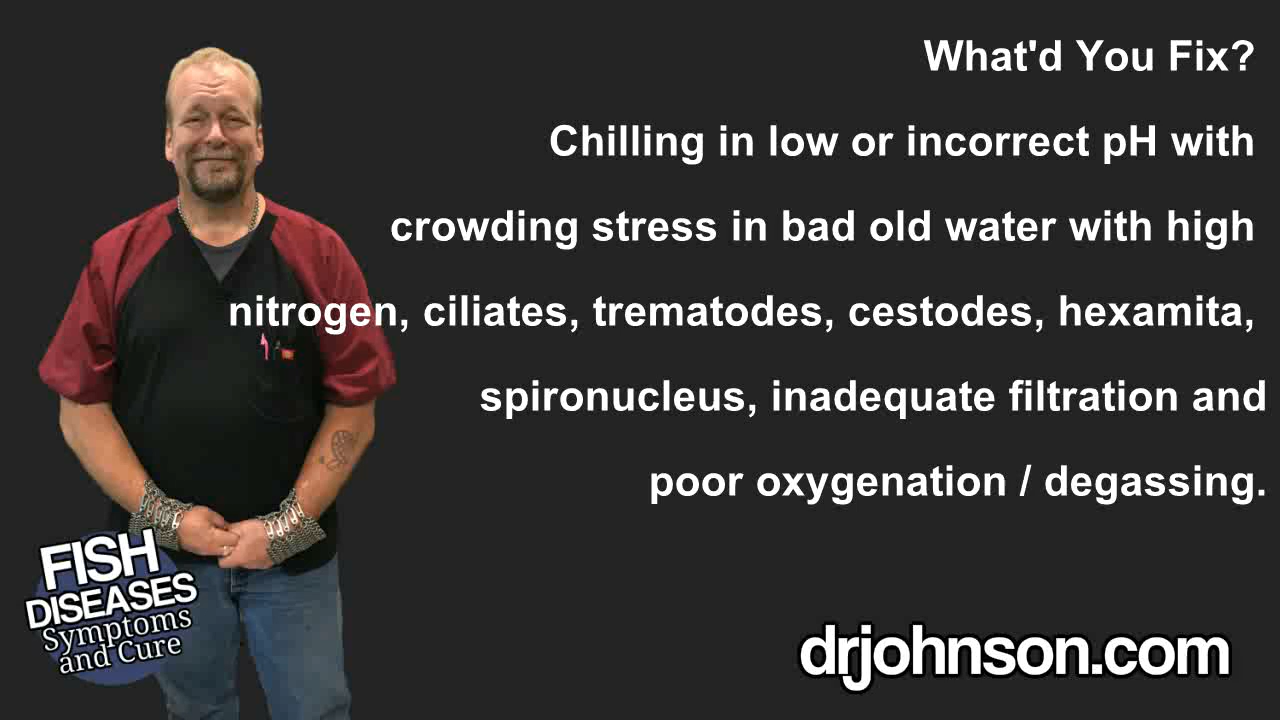 What'd You Fix?
Chilling in low or incorrect pH with
crowding stress in bad old water with high
nitrogen, ciliates, trematodes, cestodes, hexamita,
spironucleus, inadequate filtration and
poor oxygenation / degassing.
FISH
DISEASES
Symptoms
and Cure
drjohnson.com